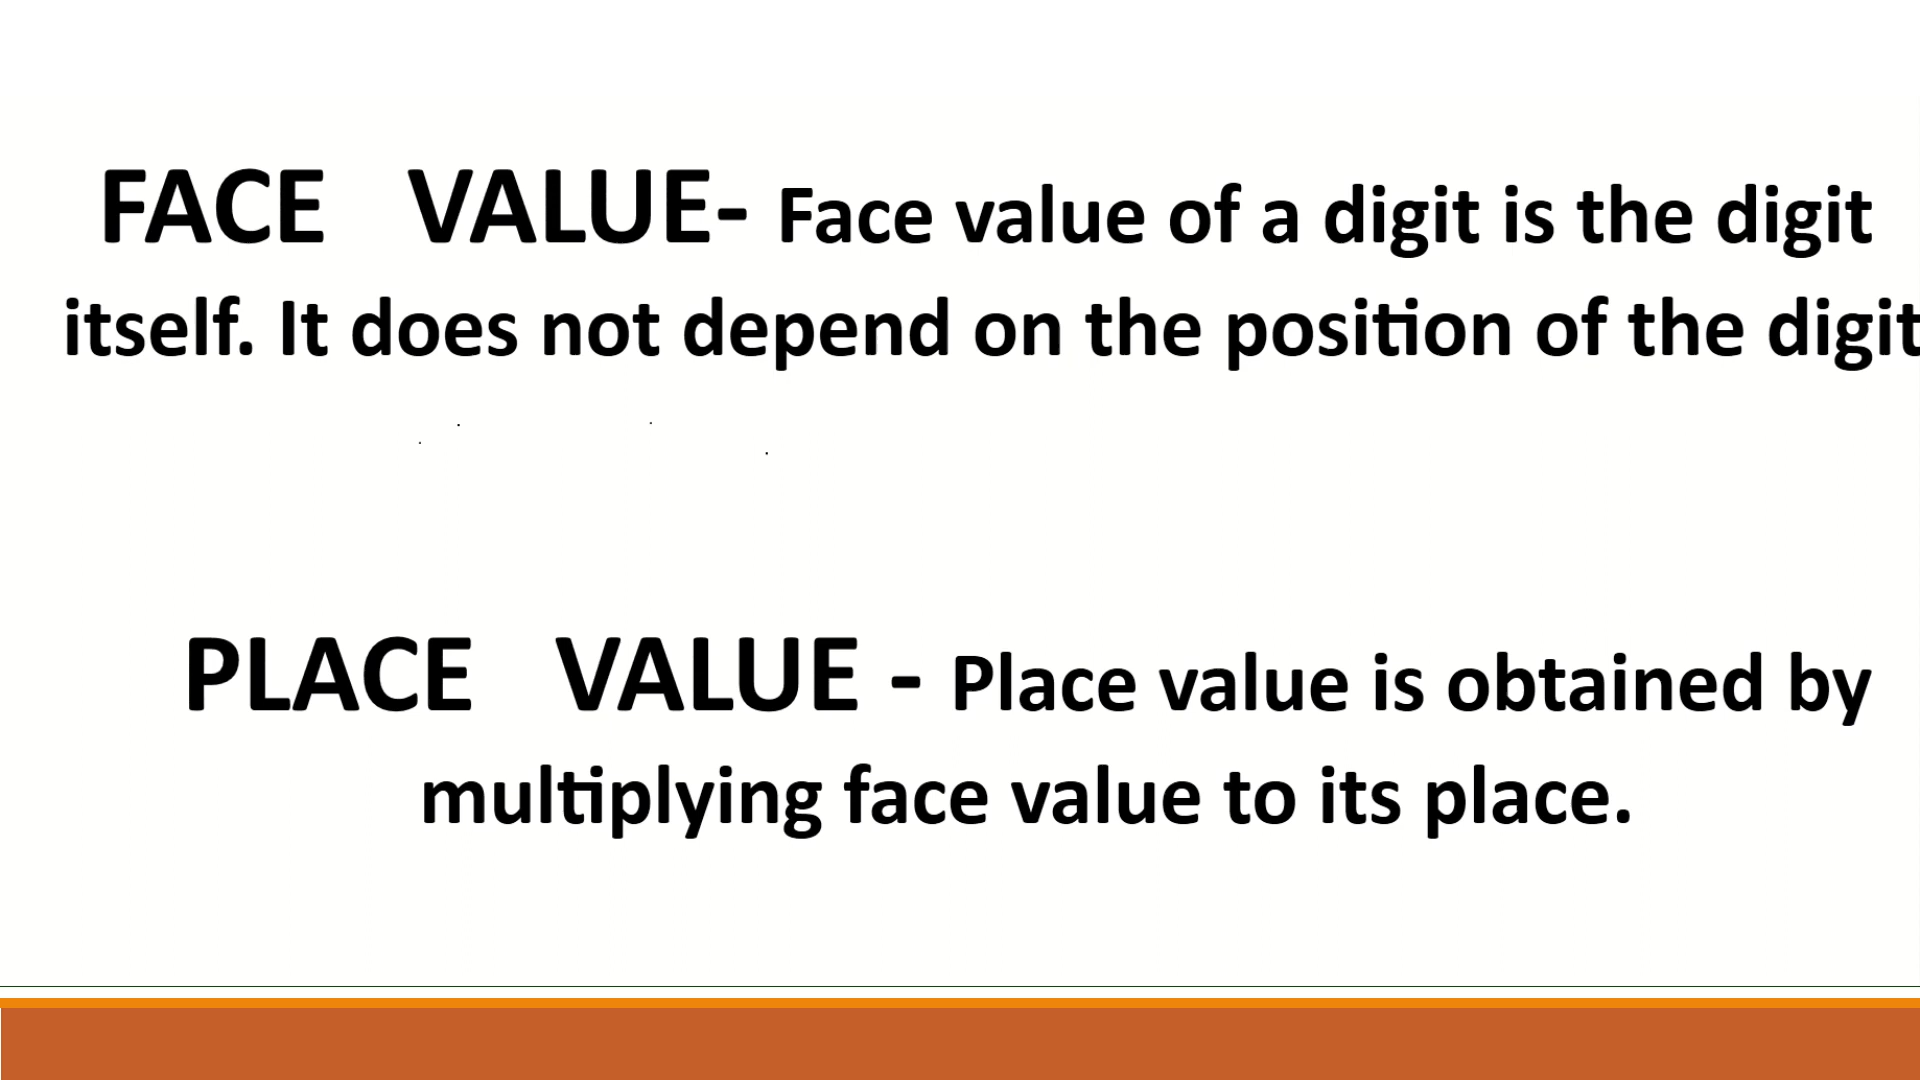 FACE VALUE- Face value of a digit is the digit
itself. It does not depend on the position of the digit
PLACE VALUE - Place value is obtained by
multiplying face value to its place.